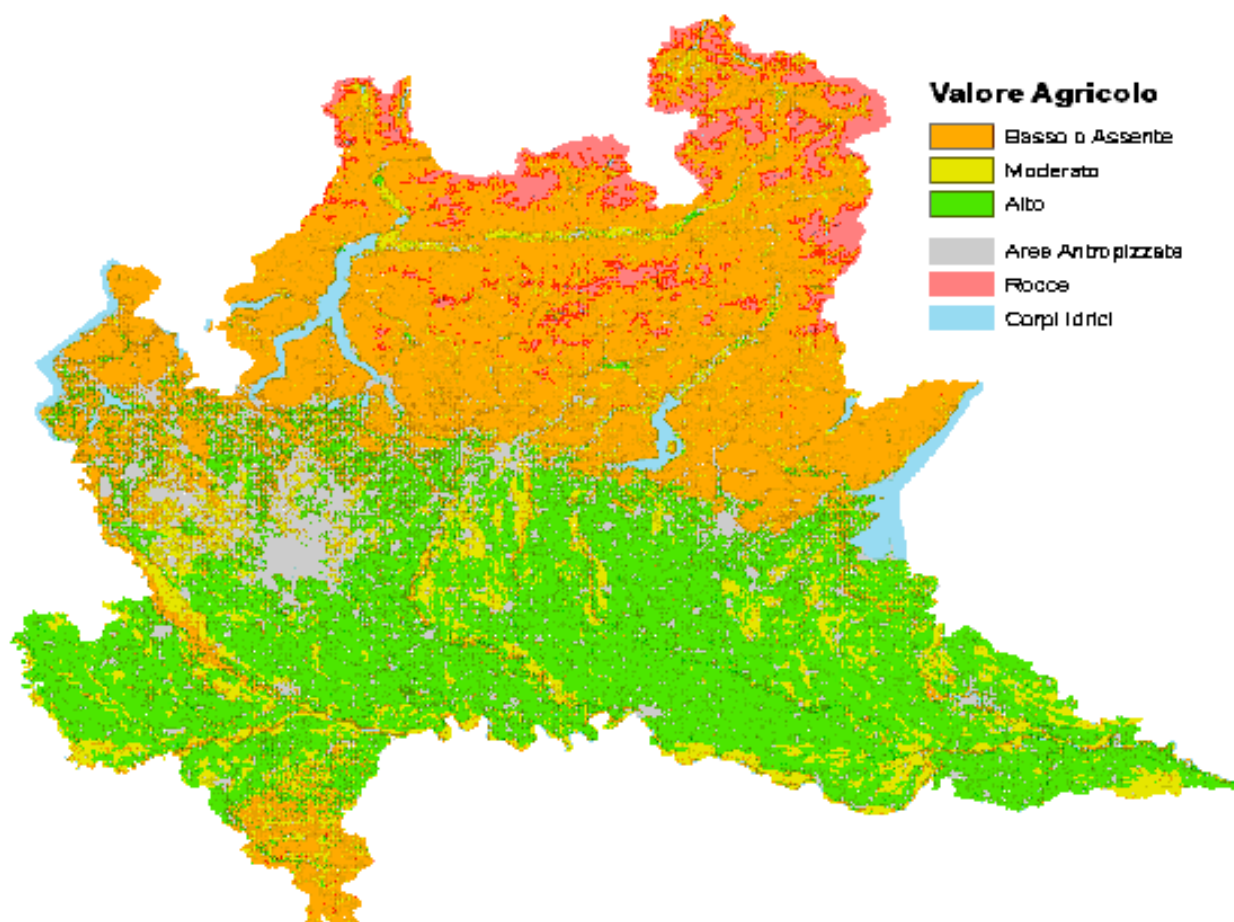 Valore Agricolo
Basso o Assente
Moderato
Alto
Aree Antropizzate
Rocce
Corpi Idrici